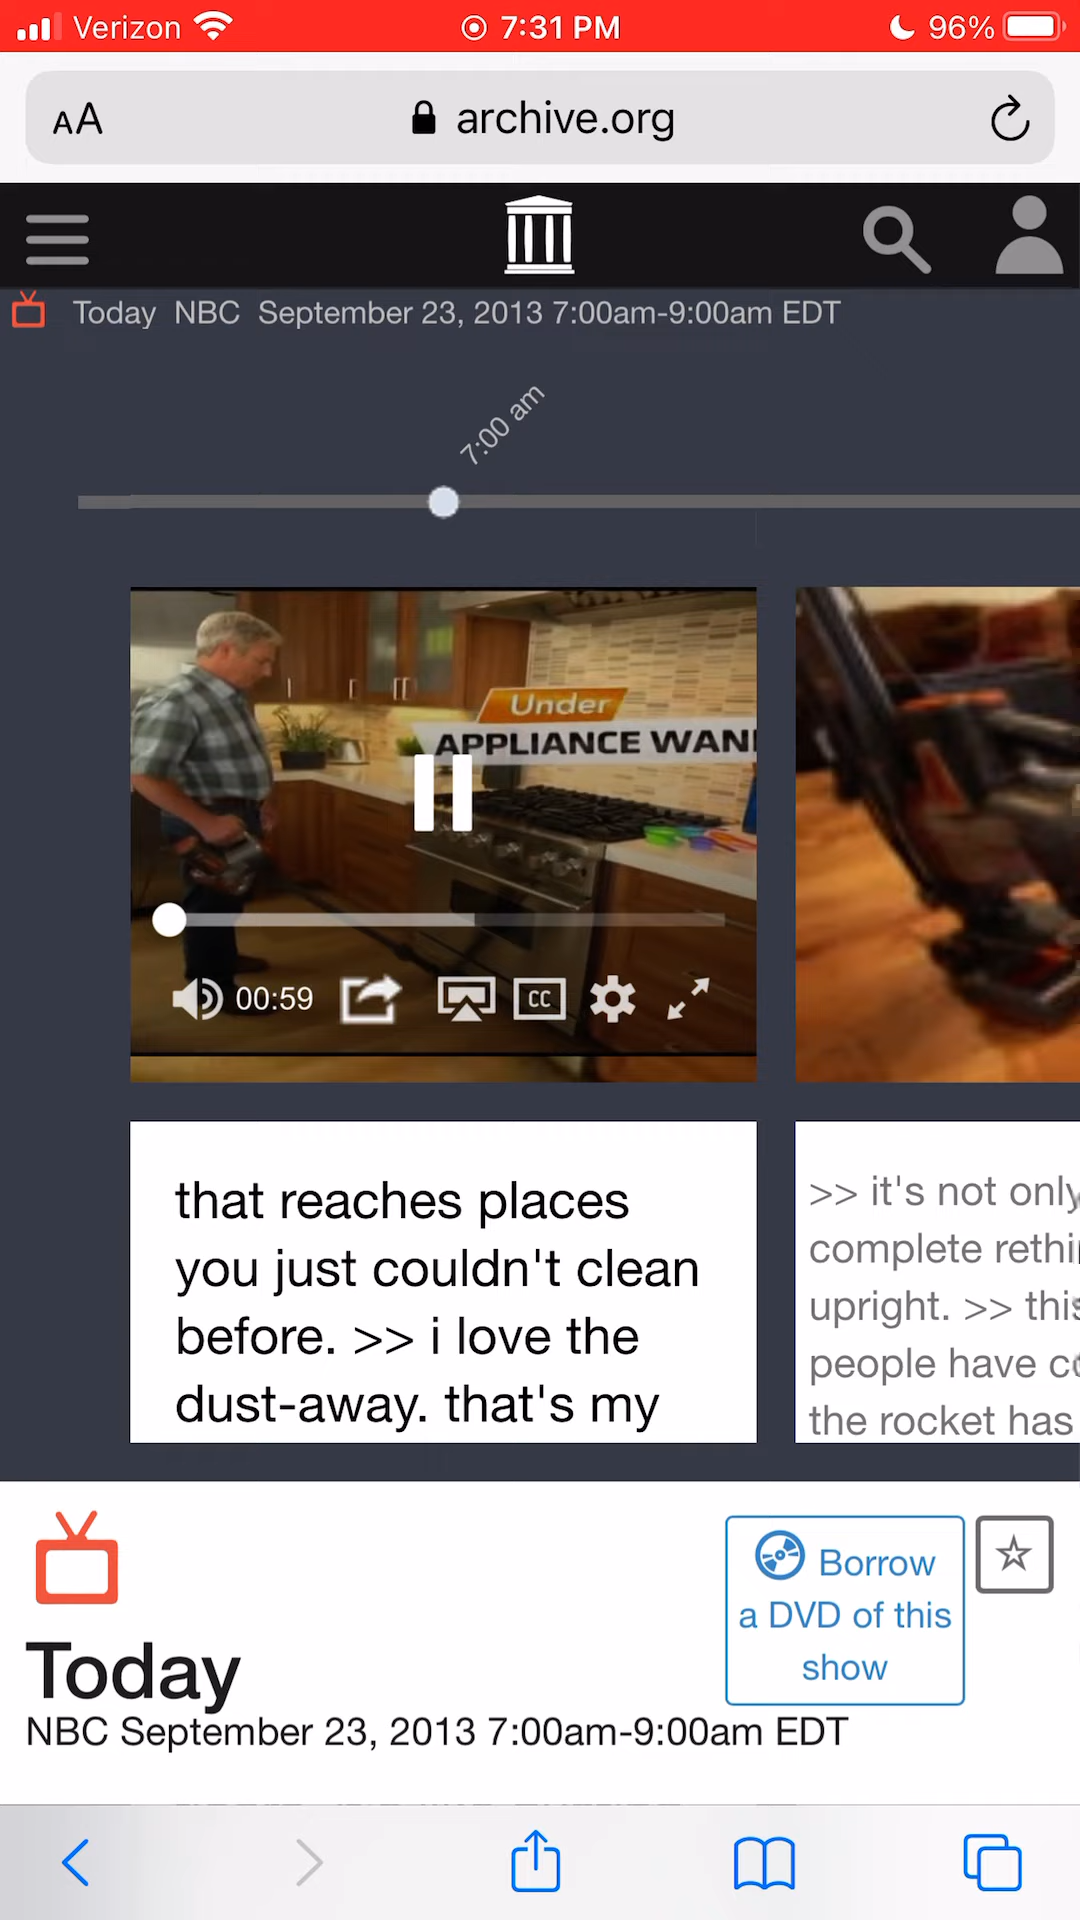 Verizon
7:31 PM
96%
AA
archive.org
Today NBC September 23, 2013 7:00am-9:00am EDT
7:00 am
Under
APPLIANCE
00:59
CC
that reaches places
you just couldn't clean
before. >> i love the
dust-away. that's my
>> it's not only
complete
upright. >>
people have
the rocket has
Borrow
a DVD of this
show
Today
NBC September 23, 2013 7:00am-9:00am EDT